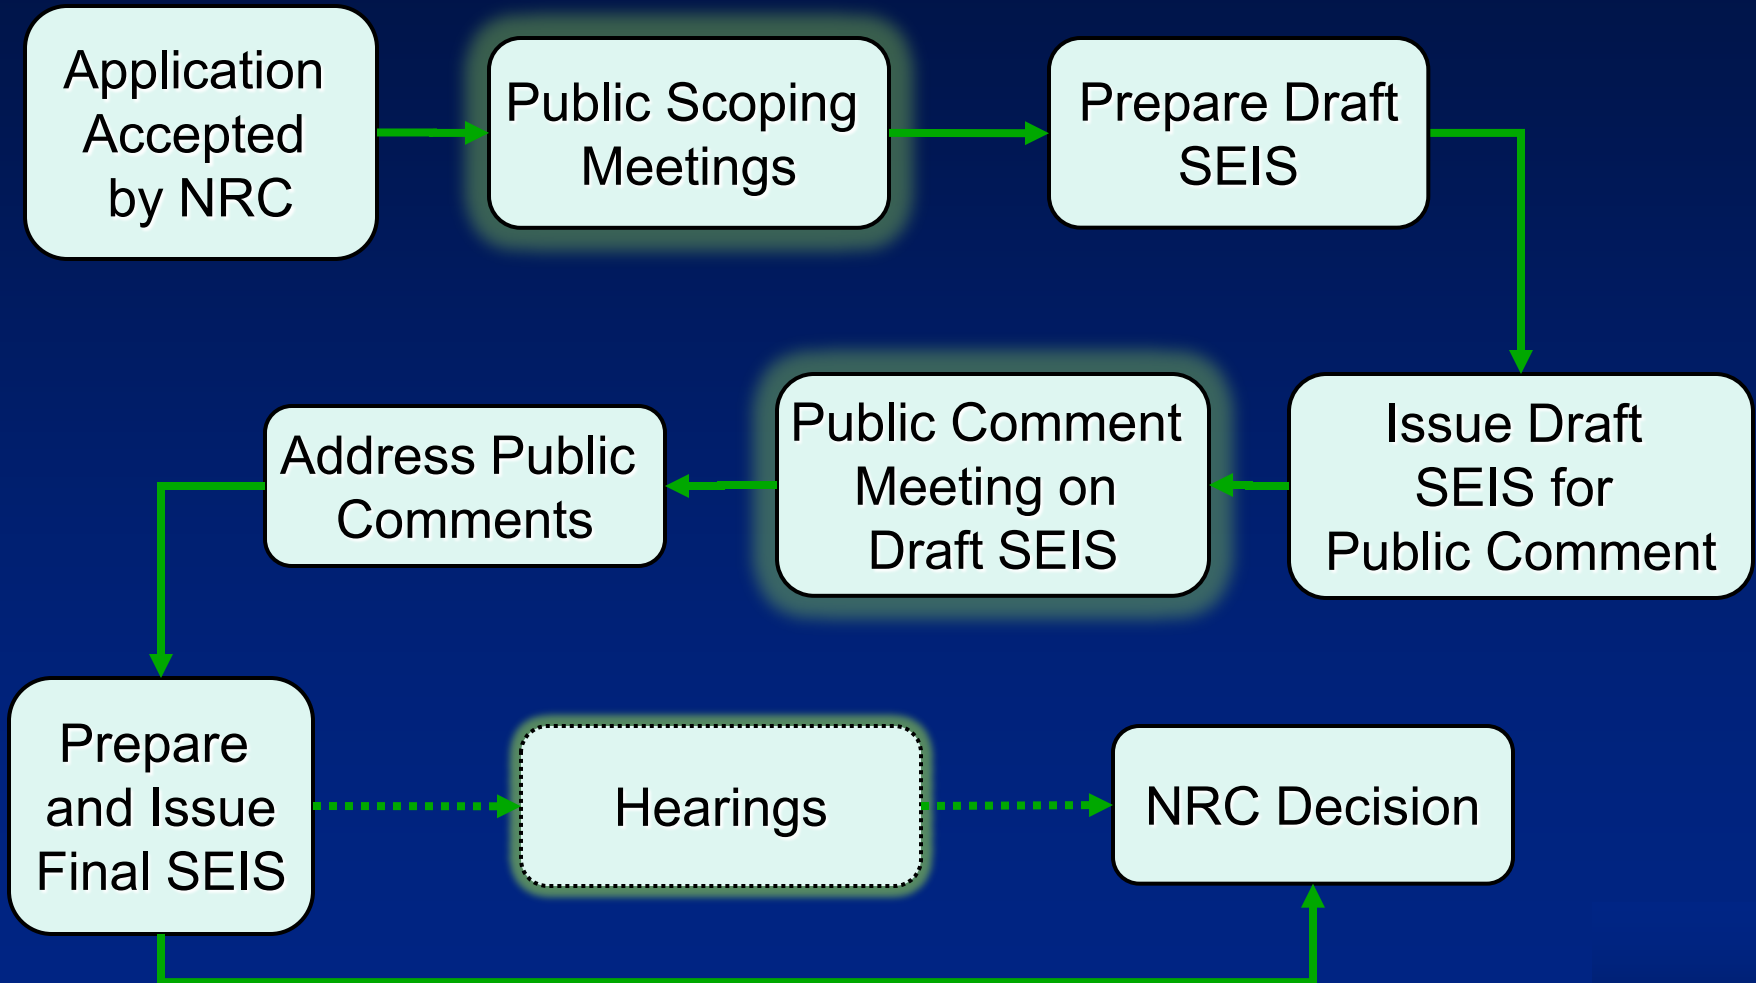 Application
Accepted
by NRC
Public Scoping
Meetings
Prepare Draft
SEIS
Issue Draft
SEIS for
Public Comment
Public Comment
Meeting on
Draft SEIS
Address Public
Comments
Prepare
and Issue
Final SEIS
Hearings
NRC Decision